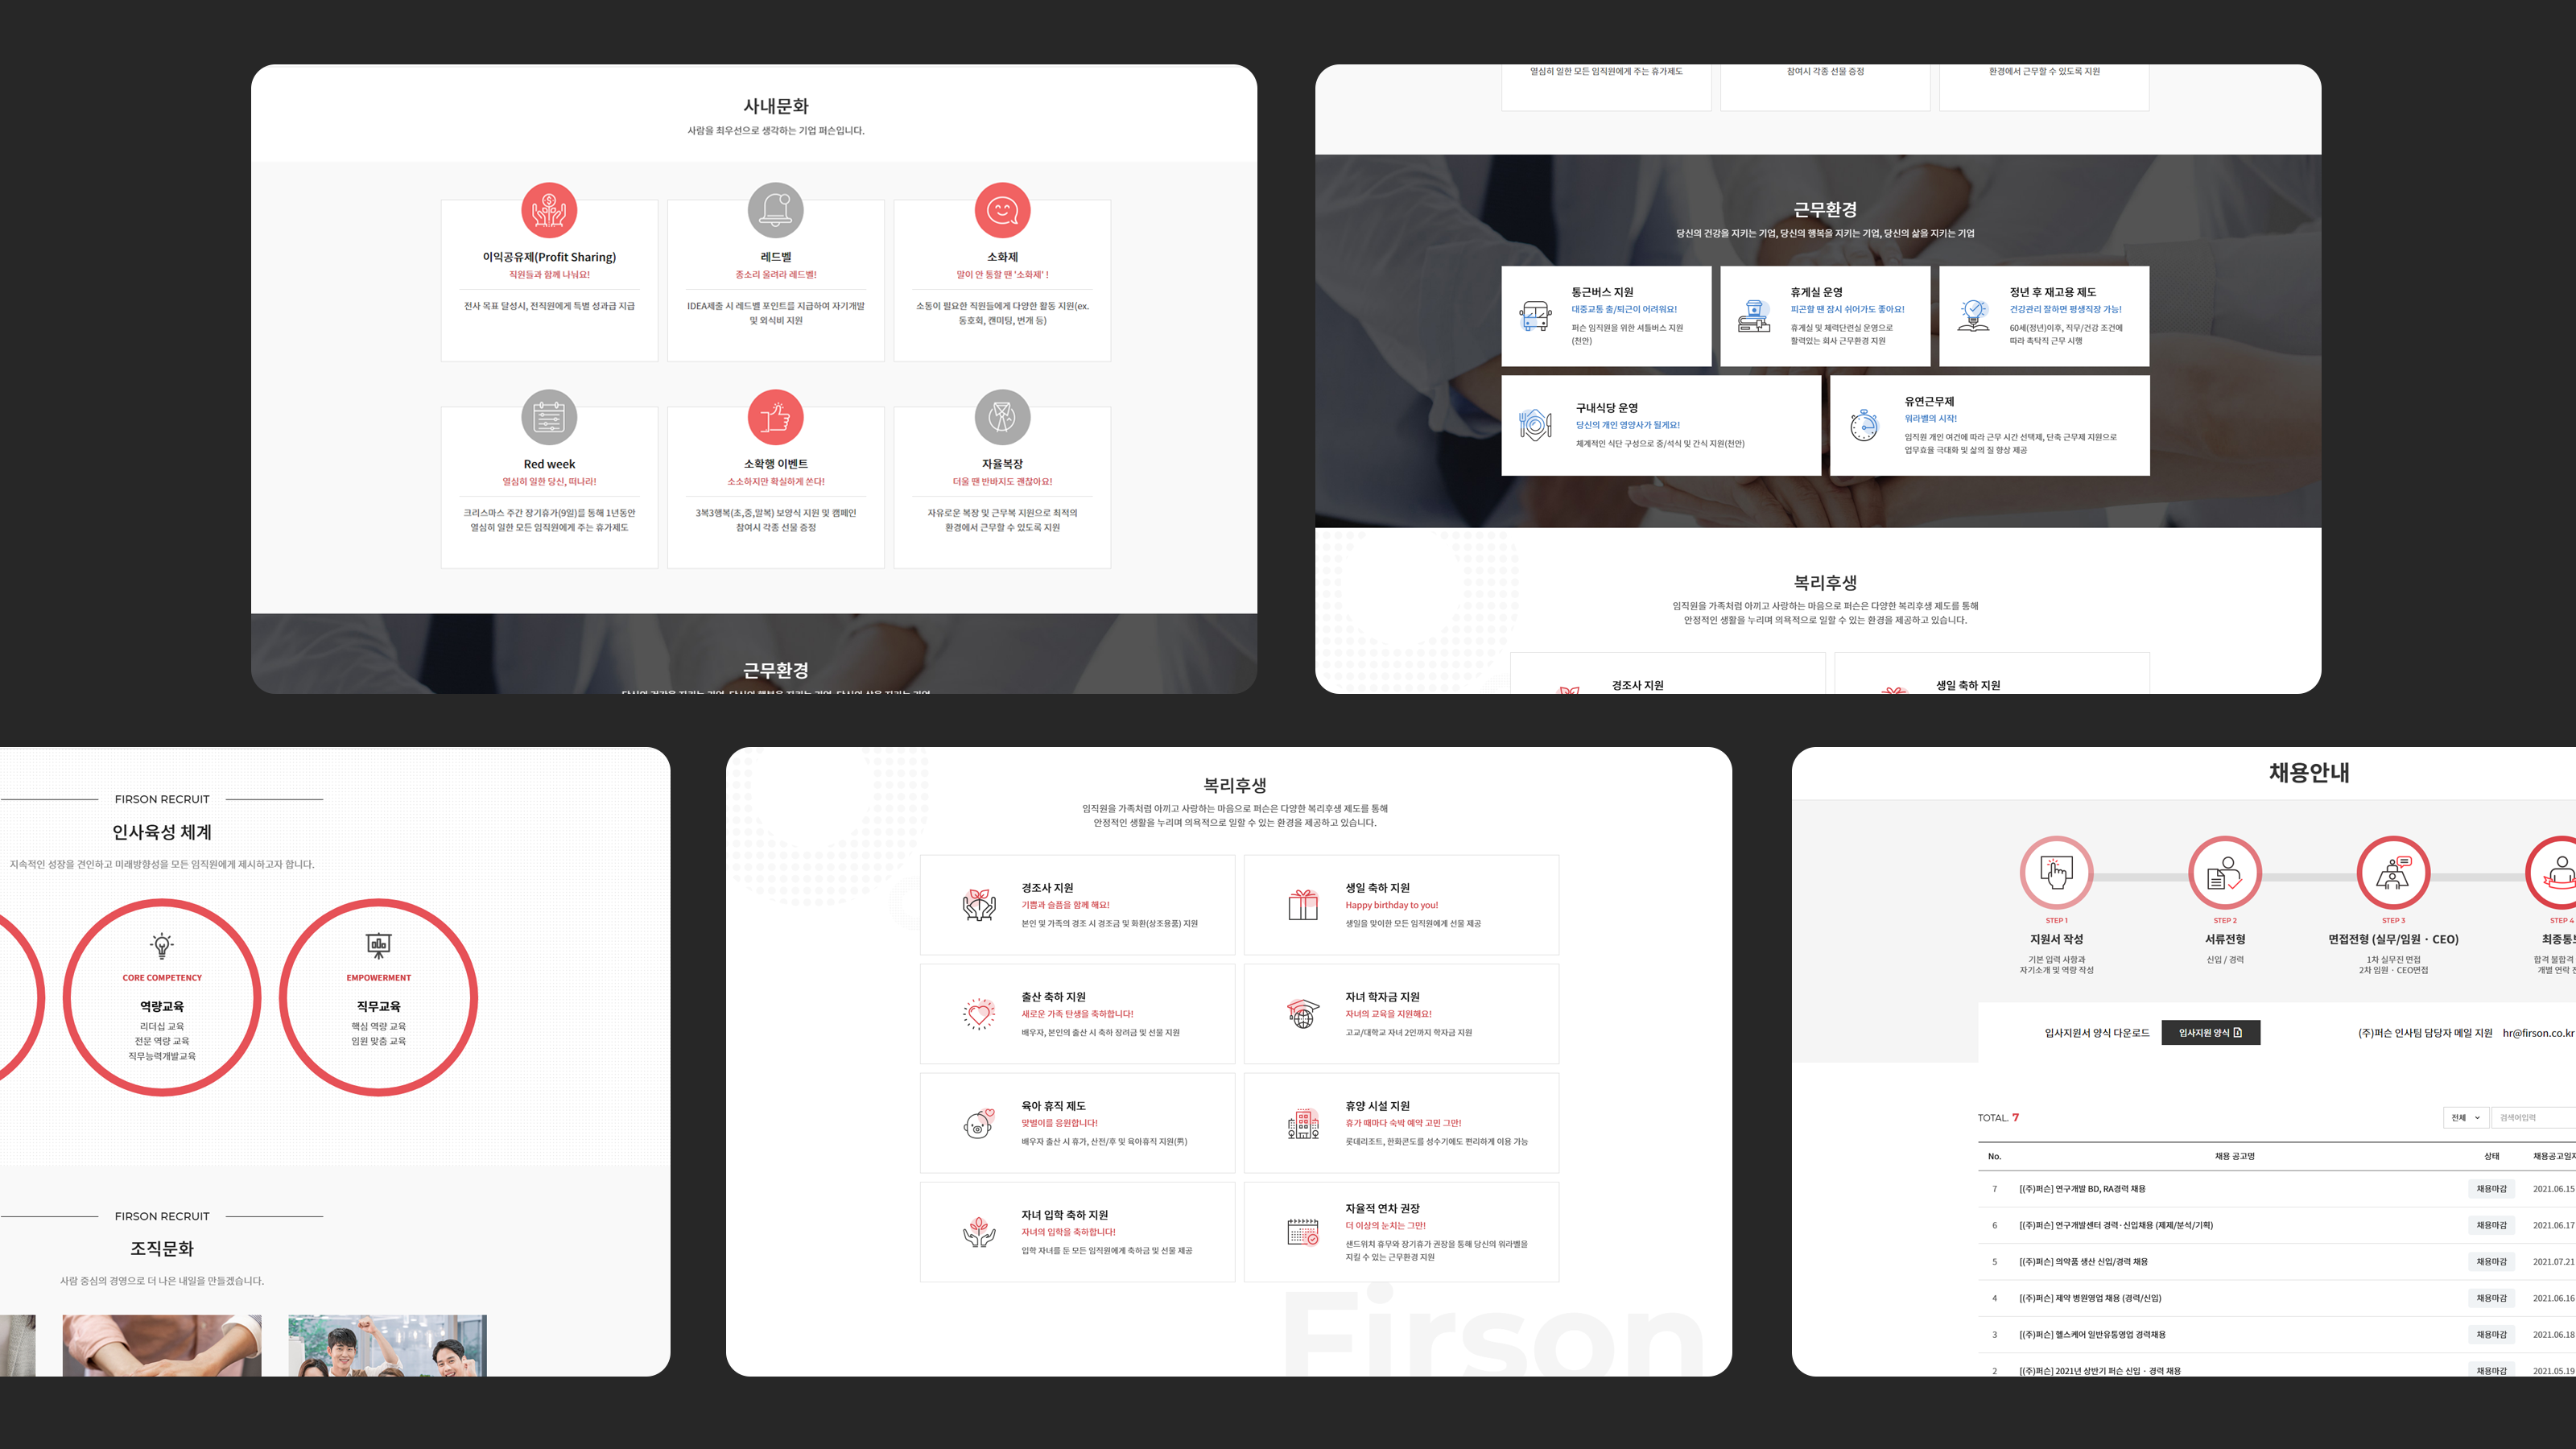 사내문화
사람을 최우선으로 생각하는 기업 퍼슨입니다.
이익공유제(Profit Sharing)
직원들과 함께 나눠요!
전사 목표 달성시, 전직원에게 특별 성과급 지급
레드벨
종소리 울려라 레드벨!
IDEA제출 시 레드벨 포인트를 지급하여 자기개발
및 외식비 지원
소화제
말이 안 통할 땐 '소화제' !
소통이 필요한 직원들에게 다양한 활동 지원(ex.
동호회, 캔미팅, 번개 등)
Red week
열심히 일한 당신, 떠나라!
크리스마스 주간 장기휴가(9일)를 통해 1년동안
열심히 일한 모든 임직원에게 주는 휴가제도
소확행 이벤트
소소하지만 확실하게 쏜다!
3복3행복(초,중,말복) 보양식 지원 및 캠페인
참여시 각종 선물 증정
자율복장
더울 땐 반바지도 괜찮아요!
자유로운 복장 및 근무복 지원으로 최적의
환경에서 근무할 수 있도록 지원
근무환경
열심히 일한 모든 임직원에게 주는 휴가제도
참여시 각종 선물 증정
환경에서 근무할 수 있도록 지원
근무환경
당신의 건강을 지키는 기업, 당신의 행복을 지키는 기업, 당신의 삶을 지키는 기업
통근버스 지원
대중교통 출/퇴근이 어려워요!
퍼슨 임직원을 위한 셔틀버스 지원
(천안)
휴게실 운영
피곤할 땐 잠시 쉬어가도 좋아요!
휴게실 및 체력단련실 운영으로
활력있는 회사 근무환경 지원
정년 후 재고용 제도
건강관리 잘하면 평생직장 가능!
60세(정년)이후, 직무/건강 조건에
따라 촉탁직 근무 시행
구내식당 운영
당신의 개인 영양사가 될게요!
체계적인 식단 구성으로 중/석식 및 간식 지원(천안)
유연근무제
워라벨의 시작!
임직원 개인 여건에 따라 근무 시간 선택제, 단축 근무제 지원으로
업무효율 극대화 및 삶의 질 향상 제공
복리후생
임직원을 가족처럼 아끼고 사랑하는 마음으로 퍼슨은 다양한 복리후생 제도를 통해
안정적인 생활을 누리며 의욕적으로 일할 수 있는 환경을 제공하고 있습니다.
경조사 지원
생일 축하 지원
FIRSON RECRUIT
인사육성 체계
지속적인 성장을 견인하고 미래방향성을 모든 임직원에게 제시하고자 합니다.
CORE COMPETENCY
역량교육
리더십 교육
전문 역량 교육
직무능력개발교육
EMPOWERMENT
직무교육
핵심 역량 교육
임원 맞춤 교육
FIRSON RECRUIT
조직문화
사람 중심의 경영으로 더 나은 내일을 만들겠습니다.
복리후생
임직원을 가족처럼 아끼고 사랑하는 마음으로 퍼슨은 다양한 복리후생 제도를 통해
안정적인 생활을 누리며 의욕적으로 일할 수 있는 환경을 제공하고 있습니다.
경조사 지원
기쁨과 슬픔을 함께 해요!
본인 및 가족의 경조 시 경조금 및 화환(상조용품) 지원
생일 축하 지원
Happy birthday to you!
생일을 맞이한 모든 임직원에게 선물 제공
출산 축하 지원
새로운 가족 탄생을 축하합니다!
배우자, 본인의 출산 시 축하 장려금 및 선물 지원
자녀 학자금 지원
자녀의 교육을 지원해요!
고교/대학교 자녀 2인까지 학자금 지원
육아 휴직 제도
맞벌이를 응원합니다!
배우자 출산 시 휴가, 산전/후 및 육아휴직 지원(男)
휴양 시설 지원
휴가 때마다 숙박 예약 고민 그만!
롯데리조트, 한화콘도를 성수기에도 편리하게 이용 가능
자녀 입학 축하 지원
자녀의 입학을 축하합니다!
입학 자녀를 둔 모든 임직원에게 축하금 및 선물 제공
자율적 연차 권장
더 이상의 눈치는 그만!
샌드위치 휴무와 장기휴가 권장을 통해 당신의 워라벨을
지킬 수 있는 근무환경 지원
Firson
채용안내
STEP 1
지원서 작성
기본 입력 사항과
자기소개 및 역량 작성
STEP 2
서류전형
신입 / 경력
STEP 3
면접전형 (실무/임원 · CEO)
1차 실무진 면접
2차 임원 · CEO면접
STEP 4
최종통
합격 불합격
개별 연락
입사지원서 양식 다운로드
입사지원 양식
(주)퍼슨 인사팀 담당자 메일 지원 hr@firson.co.kr
TOTAL. 7
전체
검색어입력
No. 채용 공고명 상태 채용공고일
7 [(주)퍼슨] 연구개발 BD, RA경력 채용 채용마감 2021.06.15
6 [(주)퍼슨] 연구개발센터 경력·신입채용 (제제/분석/기획) 채용마감 2021.06.17
5 [(주)퍼슨] 의약품 생산 신입/경력 채용 채용마감 2021.07.21
4 [(주)퍼슨] 제약 병원영업 채용 (경력/신입) 채용마감 2021.06.16
3 [(주)퍼슨] 헬스케어 일반유통영업 경력채용 채용마감 2021.06.18
2 [(주)퍼슨] 2021년 상반기 퍼슨 신입 · 경력 채용 채용마감 2021.05.19